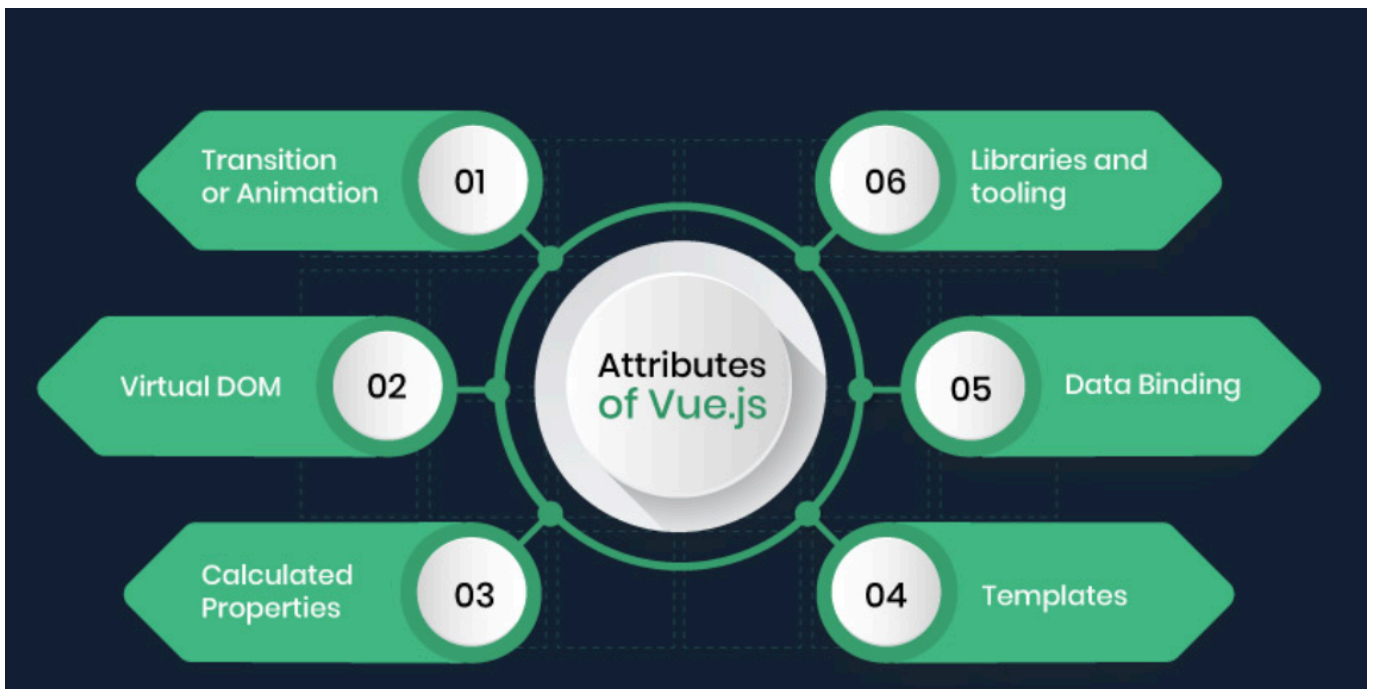 Attributes
of Vue.js
01
Transition
or Animation
02
Virtual DOM
03
Calculated
Properties
04
Templates
05
Data Binding
06
Libraries and
tooling